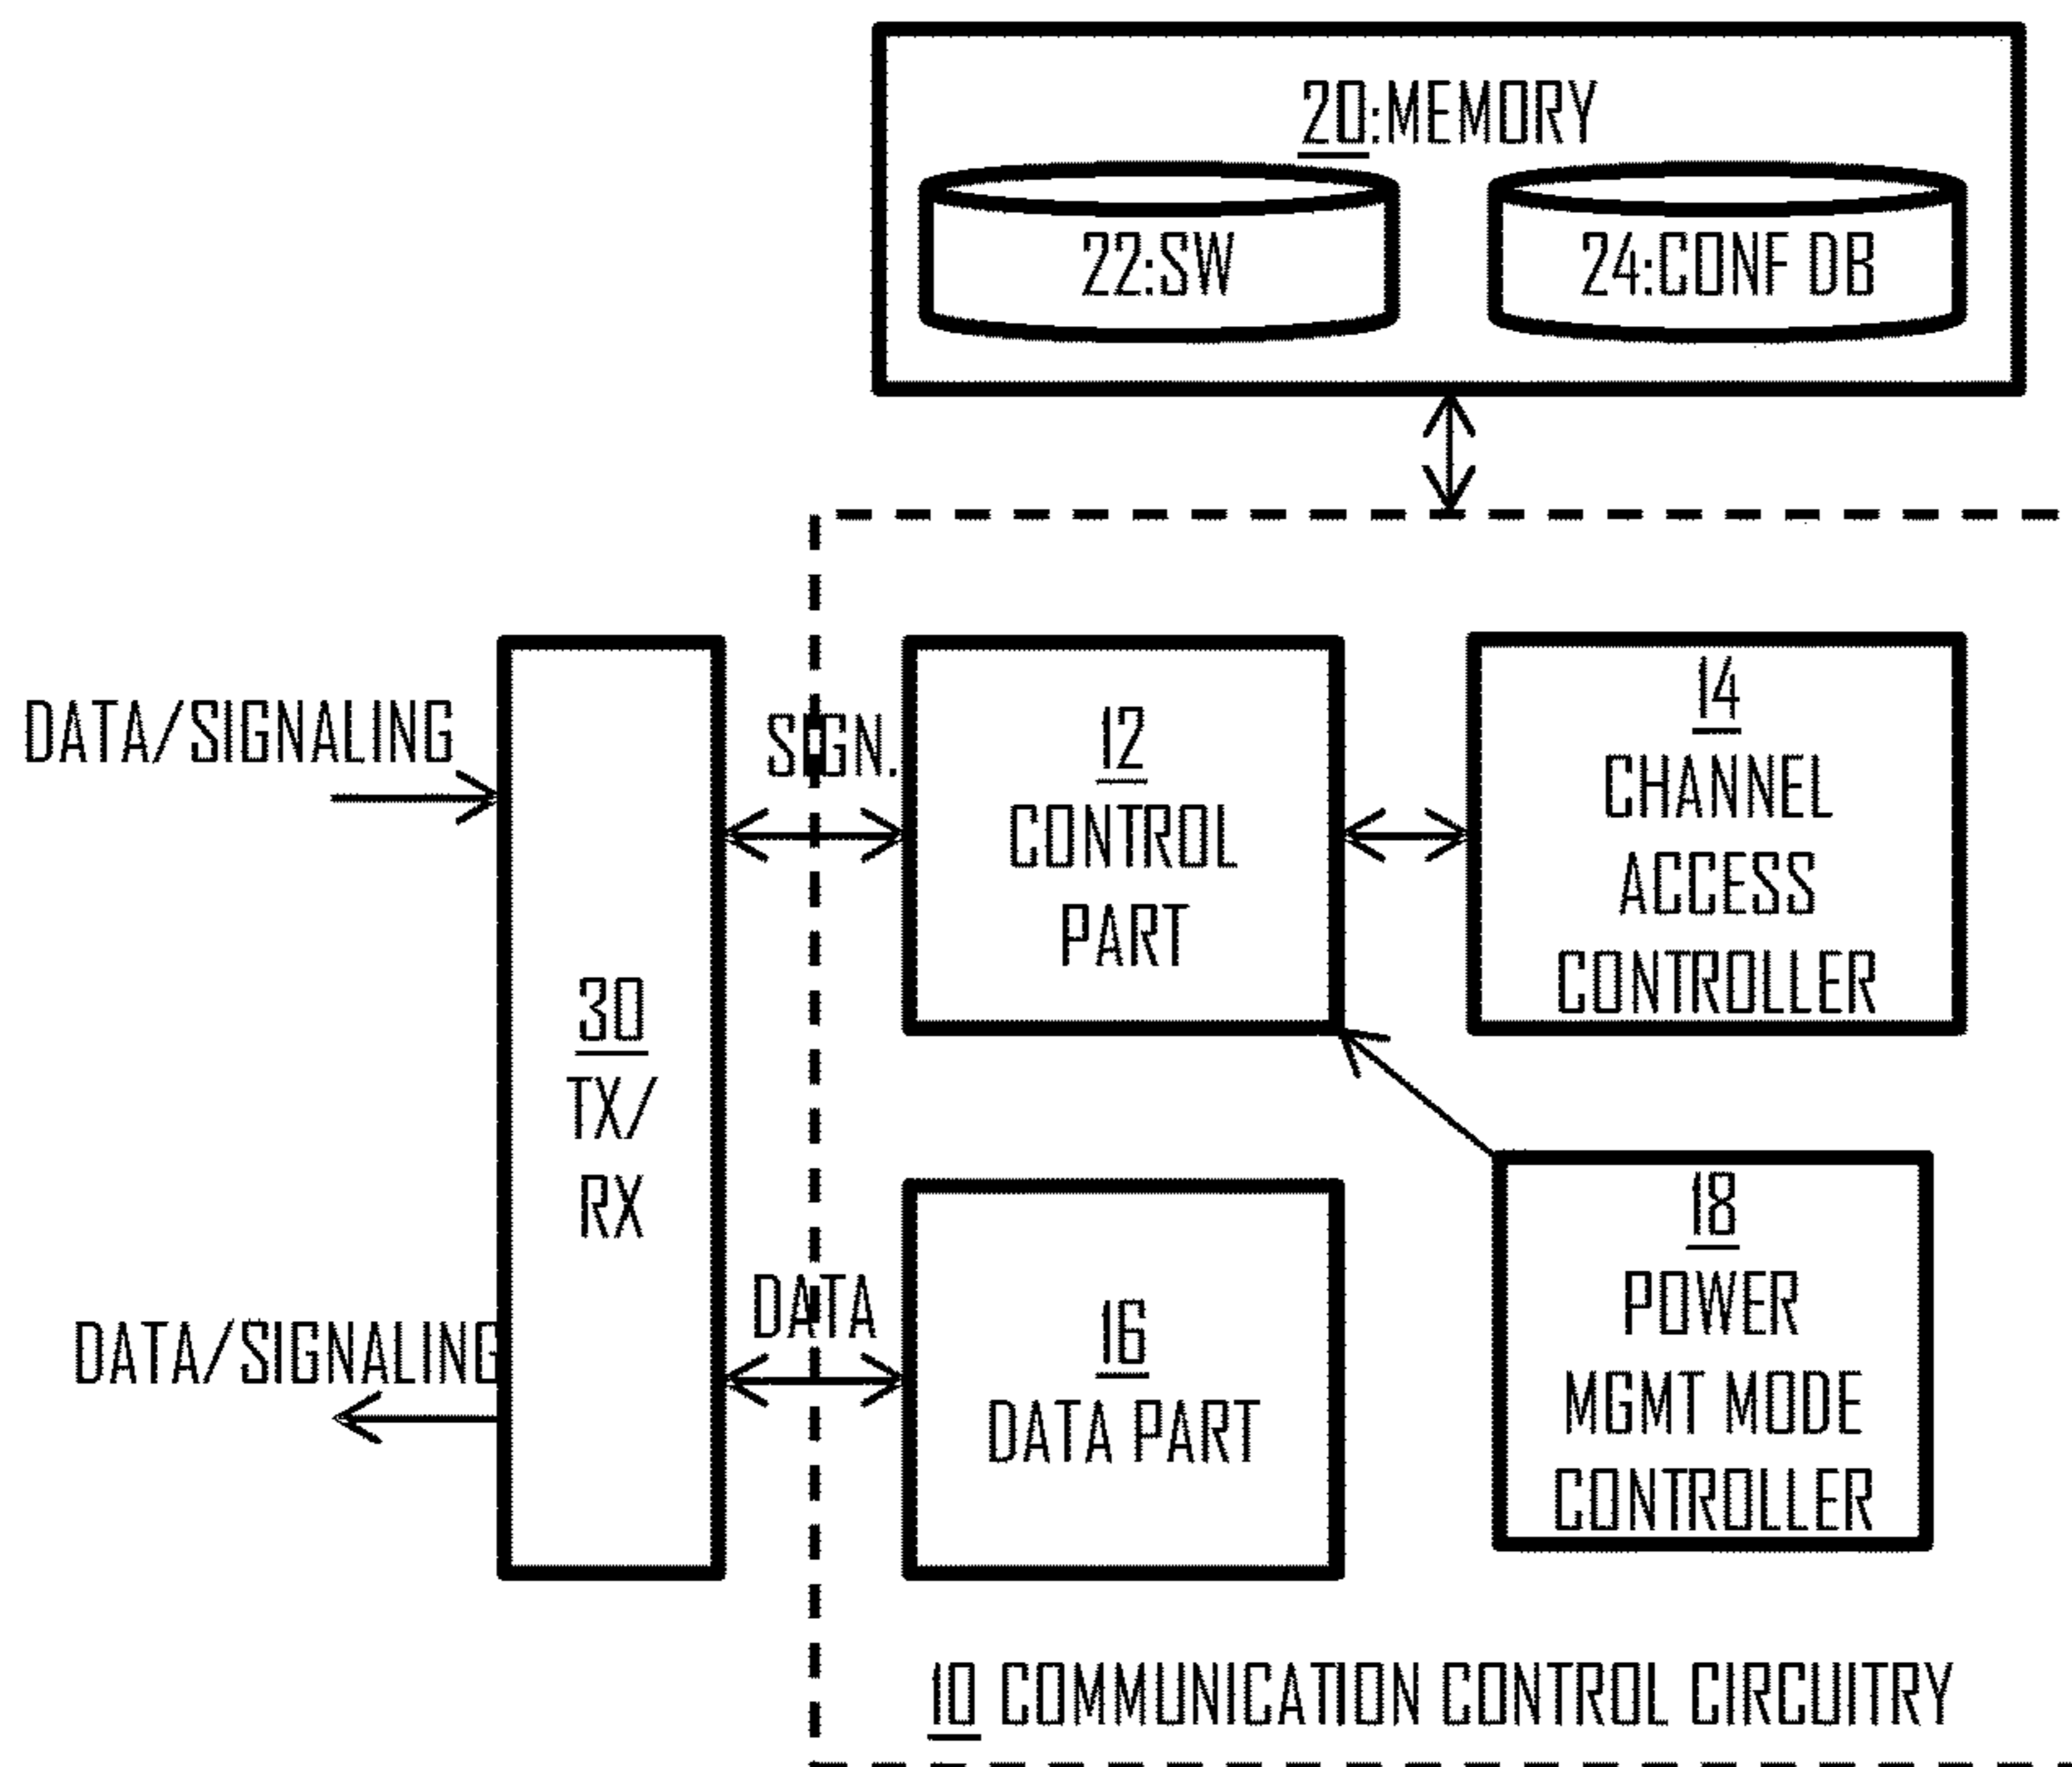 20:MEMORY
22:SW
24:CONF DB
DATA/SIGNALING
SIGN.
12
CONTROL
PART
14
CHANNEL
ACCESS
CONTROLLER
30
TX/
RX
DATA/SIGNALING
DATA
16
DATA PART
18
POWER
MGMT MODE
CONTROLLER
10 COMMUNICATION CONTROL CIRCUITRY